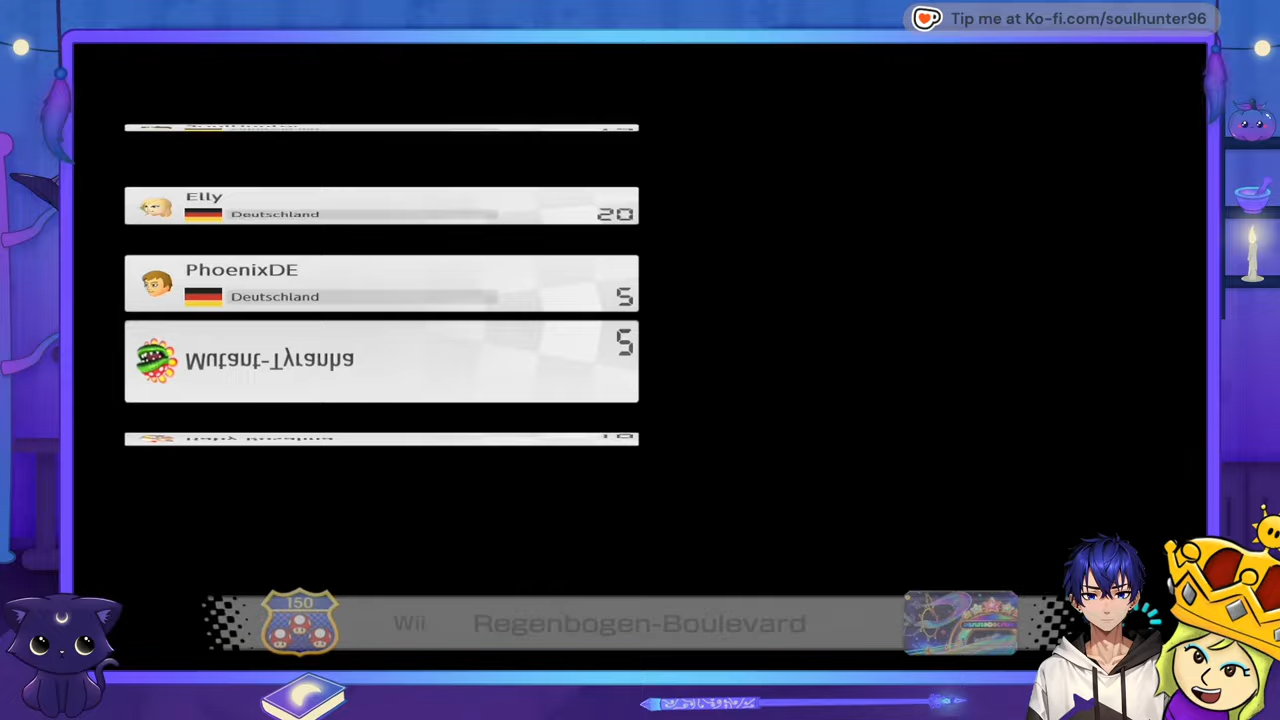 Tip me at Ko-fi.com/soulhunter96
Elly
Deutschland
20
PhoenixDE
Deutschland
5
5
Mutant-Tyranha
150
Wii
Regenbogen-Boulevard